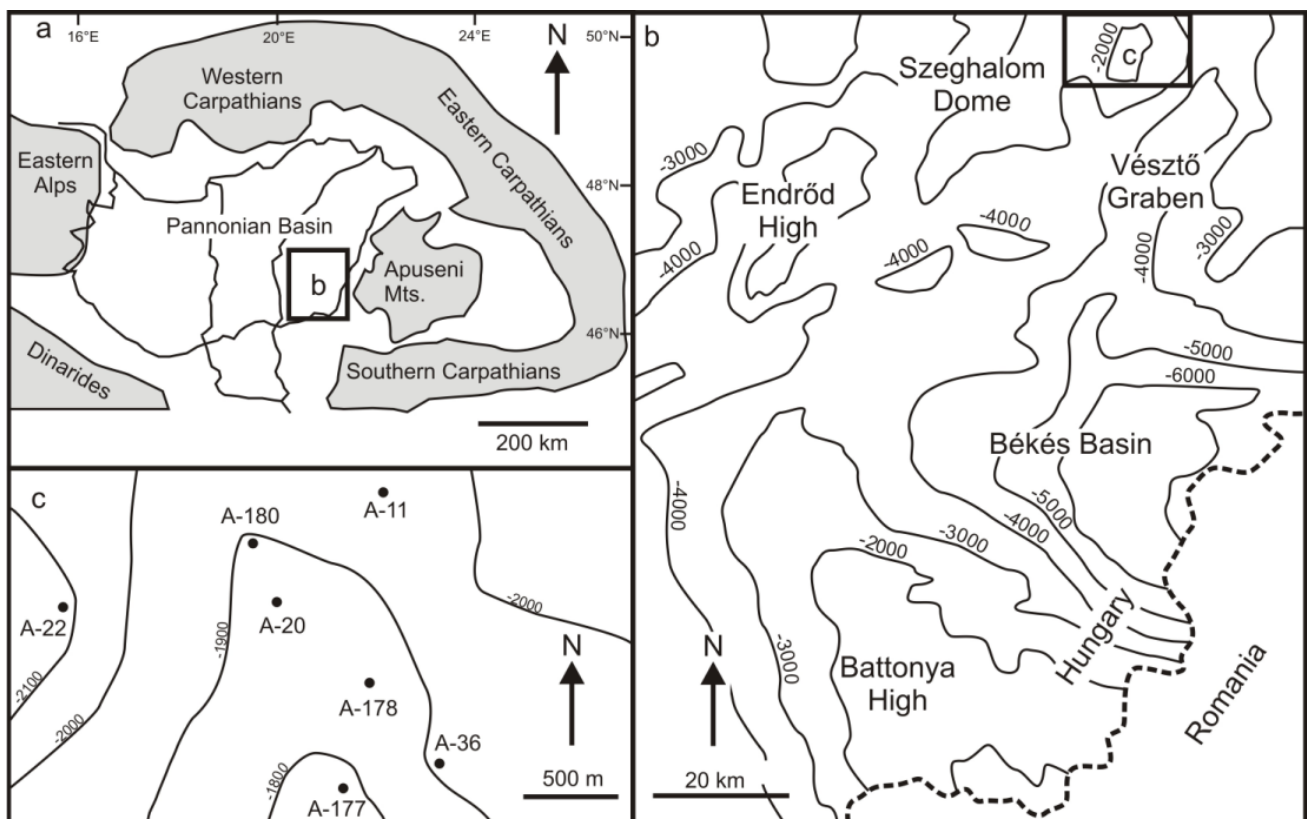 a
16°E
20°E
24°E
50°N
N
Western
Carpathians
Eastern Carpathians
Eastern
Alps
48°N
Pannonian Basin
b
Apuseni
Mts.
46°N
Dinarides
Southern Carpathians
200 km
b
-2000
c
Szeghalom
Dome
-3000
Endrőd
High
Vésztő
Graben
-4000
-4000
-4000
-4000
-3000
-5000
-6000
Békés Basin
-4000
-5000
-4000
-3000
-2000
Hungary
N
-3000
Battonya
High
Romania
20 km
c
A-11
A-180
A-22
A-20
-1900
-2000
N
-2100
A-178
-2000
A-36
-1800
500 m
A-177